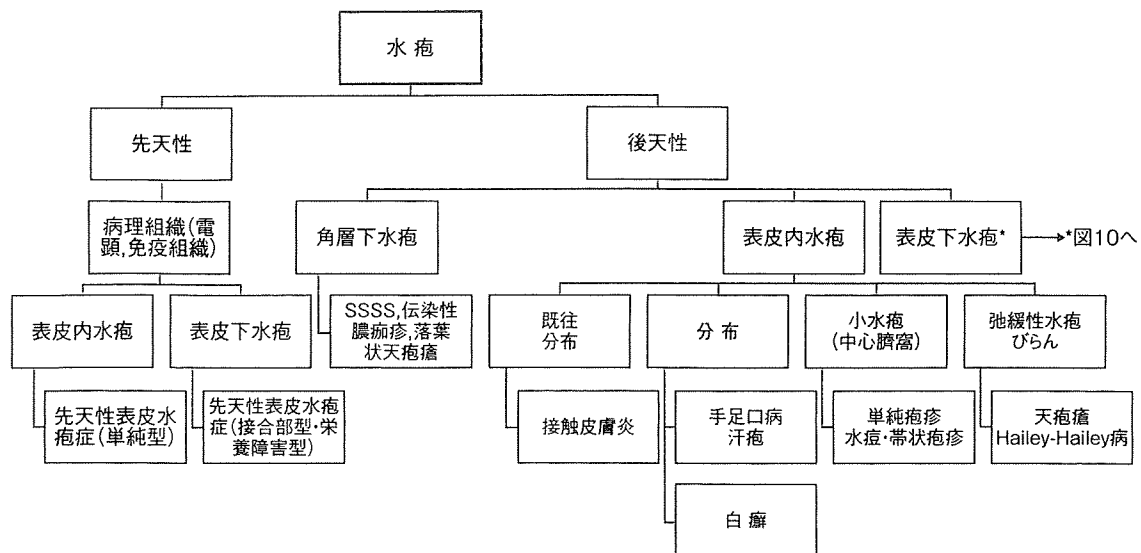 水 疱
先天性
後天性
病理組織(電
顕,免疫組織)
角層下水疱
表皮内水疱
表皮下水疱*
*図10へ
表皮内水疱
表皮下水疱
SSSS,伝染性
膿痂疹,落葉
状天疱瘡
既往
分布
分 布
小水疱
(中心臍窩)
弛緩性水疱
びらん
先天性表皮水
疱症(単純型)
先天性表皮水疱
症(接合部型・栄
養障害型)
接触皮膚炎
手足口病
汗疱
単純疱疹
水痘・帯状疱疹
天疱瘡
Hailey-Hailey病
白 癬